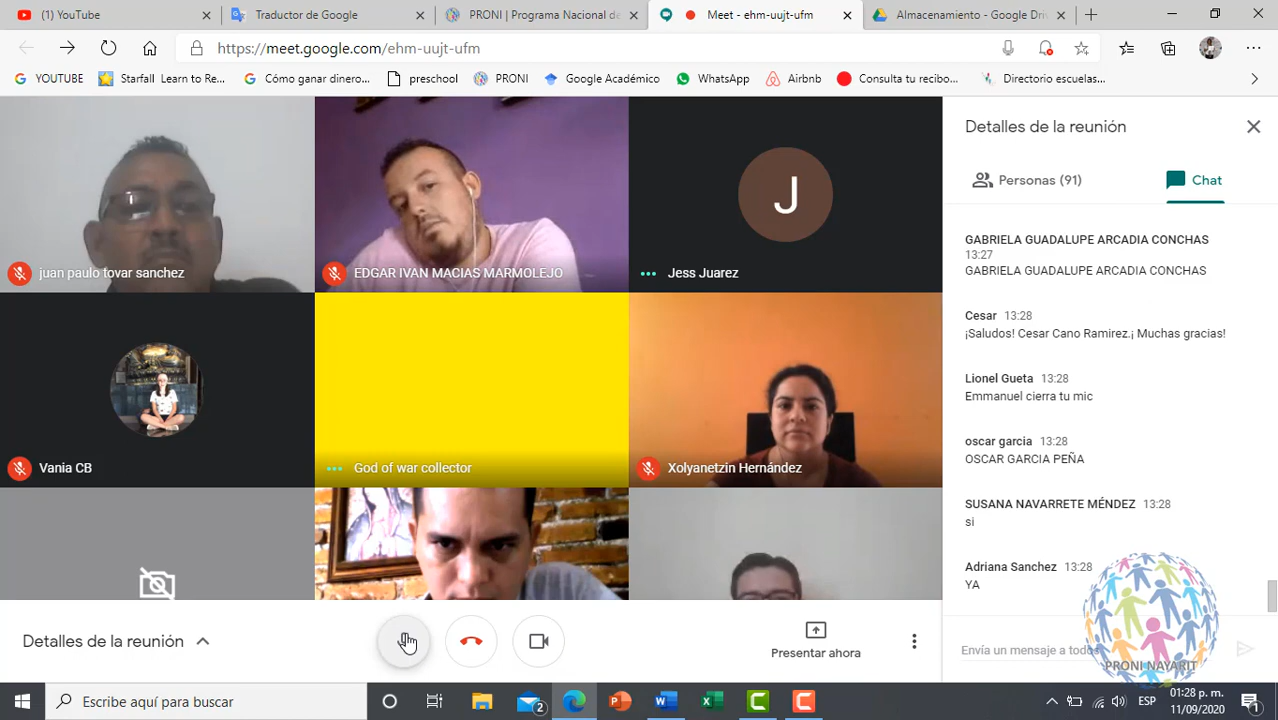 (1) YouTube
Traductor de Google
PRONI | Programa Nacional de
Meet - ehm-uujt-ufm
Almacenamiento - Google Dri
https://meet.google.com/ehm-uujt-ufm
YOUTUBE
Starfall Learn to Re...
Cómo ganar dinero...
preschool
PRONI
Google Académico
WhatsApp
Airbnb
Consulta tu recibo...
Directorio escuelas...
juan paulo tovar sanchez
EDGAR IVAN MACIAS MARMOLEJO
J
Jess Juarez
Vania CB
God of war collector
Xolyanetzin Hernández
Detalles de la reunión
Personas (91)
Chat
GABRIELA GUADALUPE ARCADIA CONCHAS
13:27
GABRIELA GUADALUPE ARCADIA CONCHAS
Cesar 13:28
¡Saludos! Cesar Cano Ramirez.¡ Muchas gracias!
Lionel Gueta 13:28
Emmanuel cierra tu mic
oscar garcia 13:28
OSCAR GARCIA PEÑA
SUSANA NAVARRETE MÉNDEZ 13:28
si
Adriana Sanchez 13:28
YA
Envía un mensaje a todos
PRONI NAYARIT
Detalles de la reunión
Presentar ahora
Escribe aquí para buscar
2
ESP
01:28 p. m.
11/09/2020
1